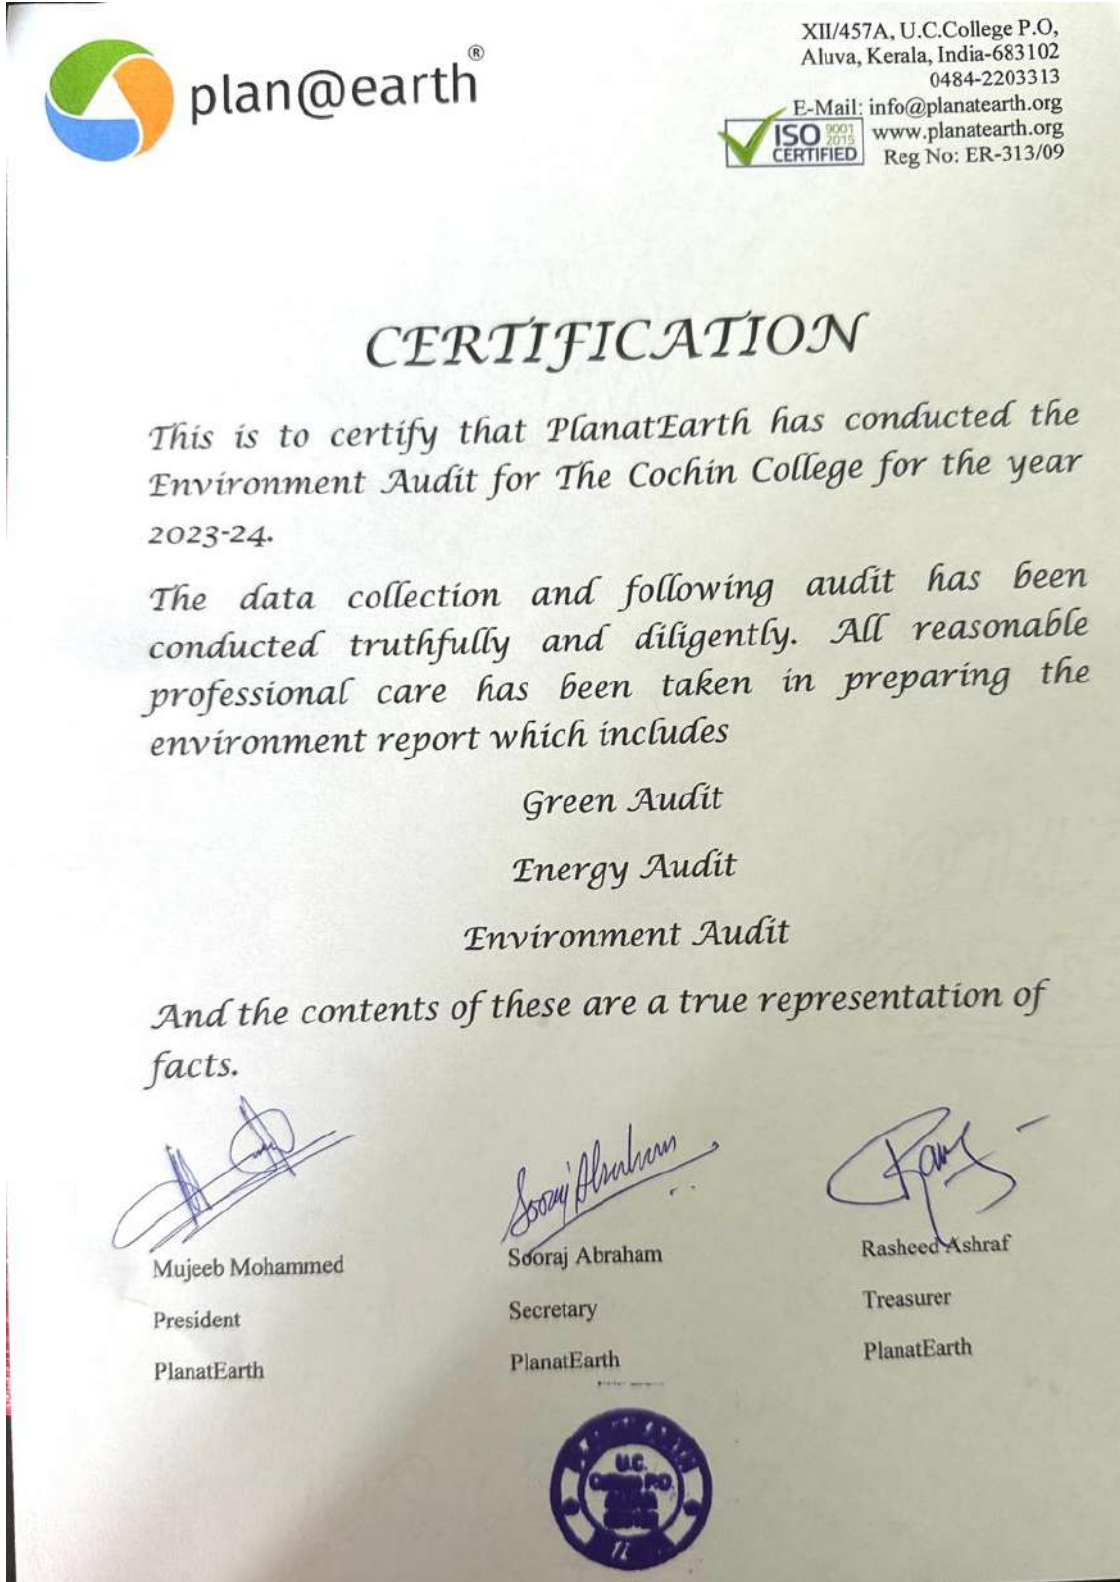 plan@earth®
XII/457A, U.C.College P.O,
Aluva, Kerala, India-683102
0484-2203313
E-Mail: info@planatearth.org
ISO 9001 2015 CERTIFIED
www.planatearth.org
Reg No: ER-313/09
CERTIFICATION
This is to certify that PlanatEarth has conducted the
Environment Audit for The Cochin College for the year
2023-24.
The data collection and following audit has been
conducted truthfully and diligently. All reasonable
professional care has been taken in preparing the
environment report which includes
Green Audit
Energy Audit
Environment Audit
And the contents of these are a true representation of
facts.
Sooraj Abraham
Mujeeb Mohammed
President
PlanatEarth
Sooraj Abraham
Secretary
PlanatEarth
Rasheed Ashraf
Treasurer
PlanatEarth
U.C.
P.O.